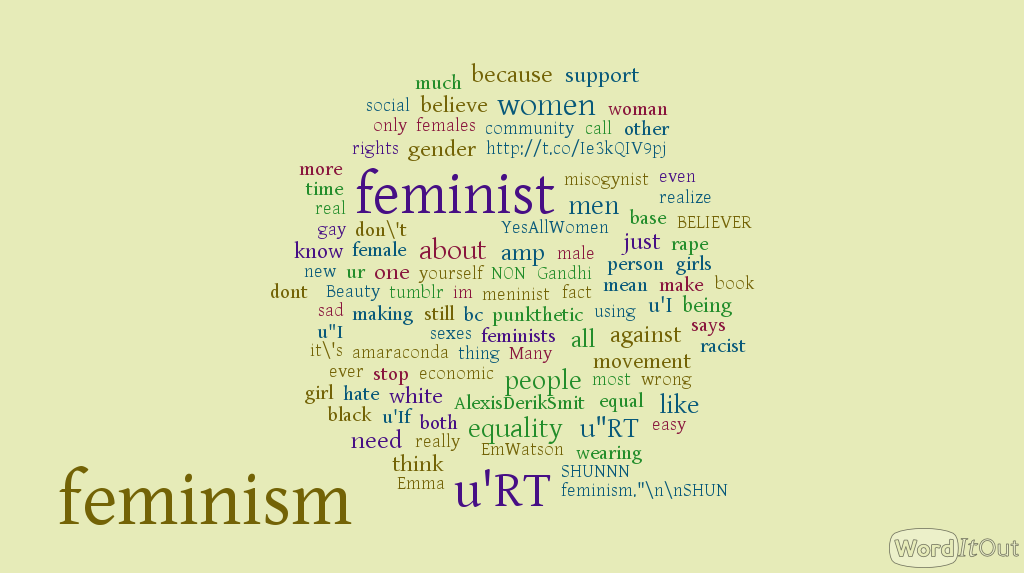 much because support
social believe women woman
only females community call other
rights gender http://t.co/Ie3kQIV9pj
more feminist misogynist even
time realize
real men base BELIEVER
gay don\'t YesAllWomen
know female about amp male just rape
new ur one yourself NON Gandhi person girls
dont Beauty tumblr im meninist fact mean make book
sad making still bc punkthetic using u'I being
u"I sexes feminists all against says
it\'s amaraconda thing Many movement racist
ever stop economic people most wrong
girl hate white AlexisDerikSmit equal like
black u'If both equality u"RT easy
need really EmWatson wearing
think SHUNNN
Emma u'RT feminism."\n\nSHUN
feminism
WordItOut